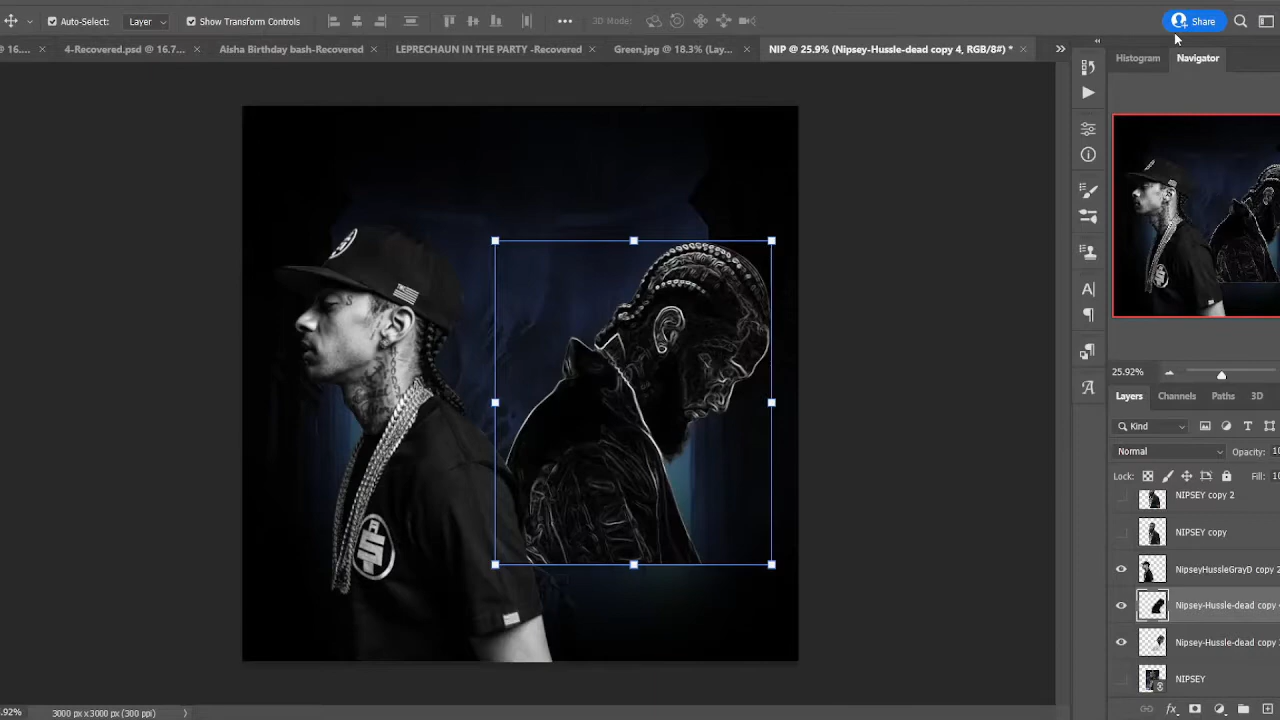 Auto-Select: Layer Show Transform Controls ••• 3D Mode: Share
@ 16.... × 4-Recovered.psd @ 16.7... × Aisha Birthday bash-Recovered × LEPRECHAUN IN THE PARTY -Recovered × Green.jpg @ 18.3% (Lay... × NIP @ 25.9% (Nipsey-Hussle-dead copy 4, RGB/8#) * ×
Histogram Navigator
25.92%
Layers Channels Paths 3D
Kind
Normal Opacity: 10
Lock: Fill: 10
NIPSEY copy 2
NIPSEY copy
NipseyHussleGrayD copy 2
Nipsey-Hussle-dead copy
Nipsey-Hussle-dead copy
NIPSEY
fx
.92% 3000 px x 3000 px (300 ppi)